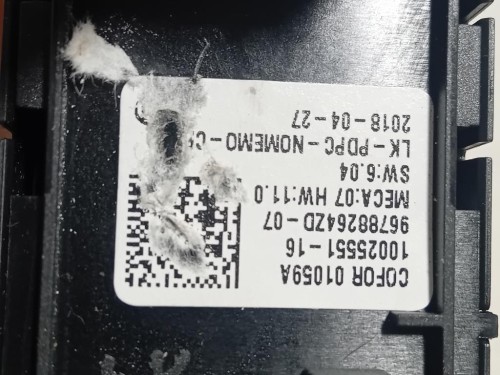 COFOR 01059A
10025551-16
96788264ZD-07
MECA:07 HW:11.0
SW:6.04
LK-PDPC-NOMEMO-C
2018-04-27